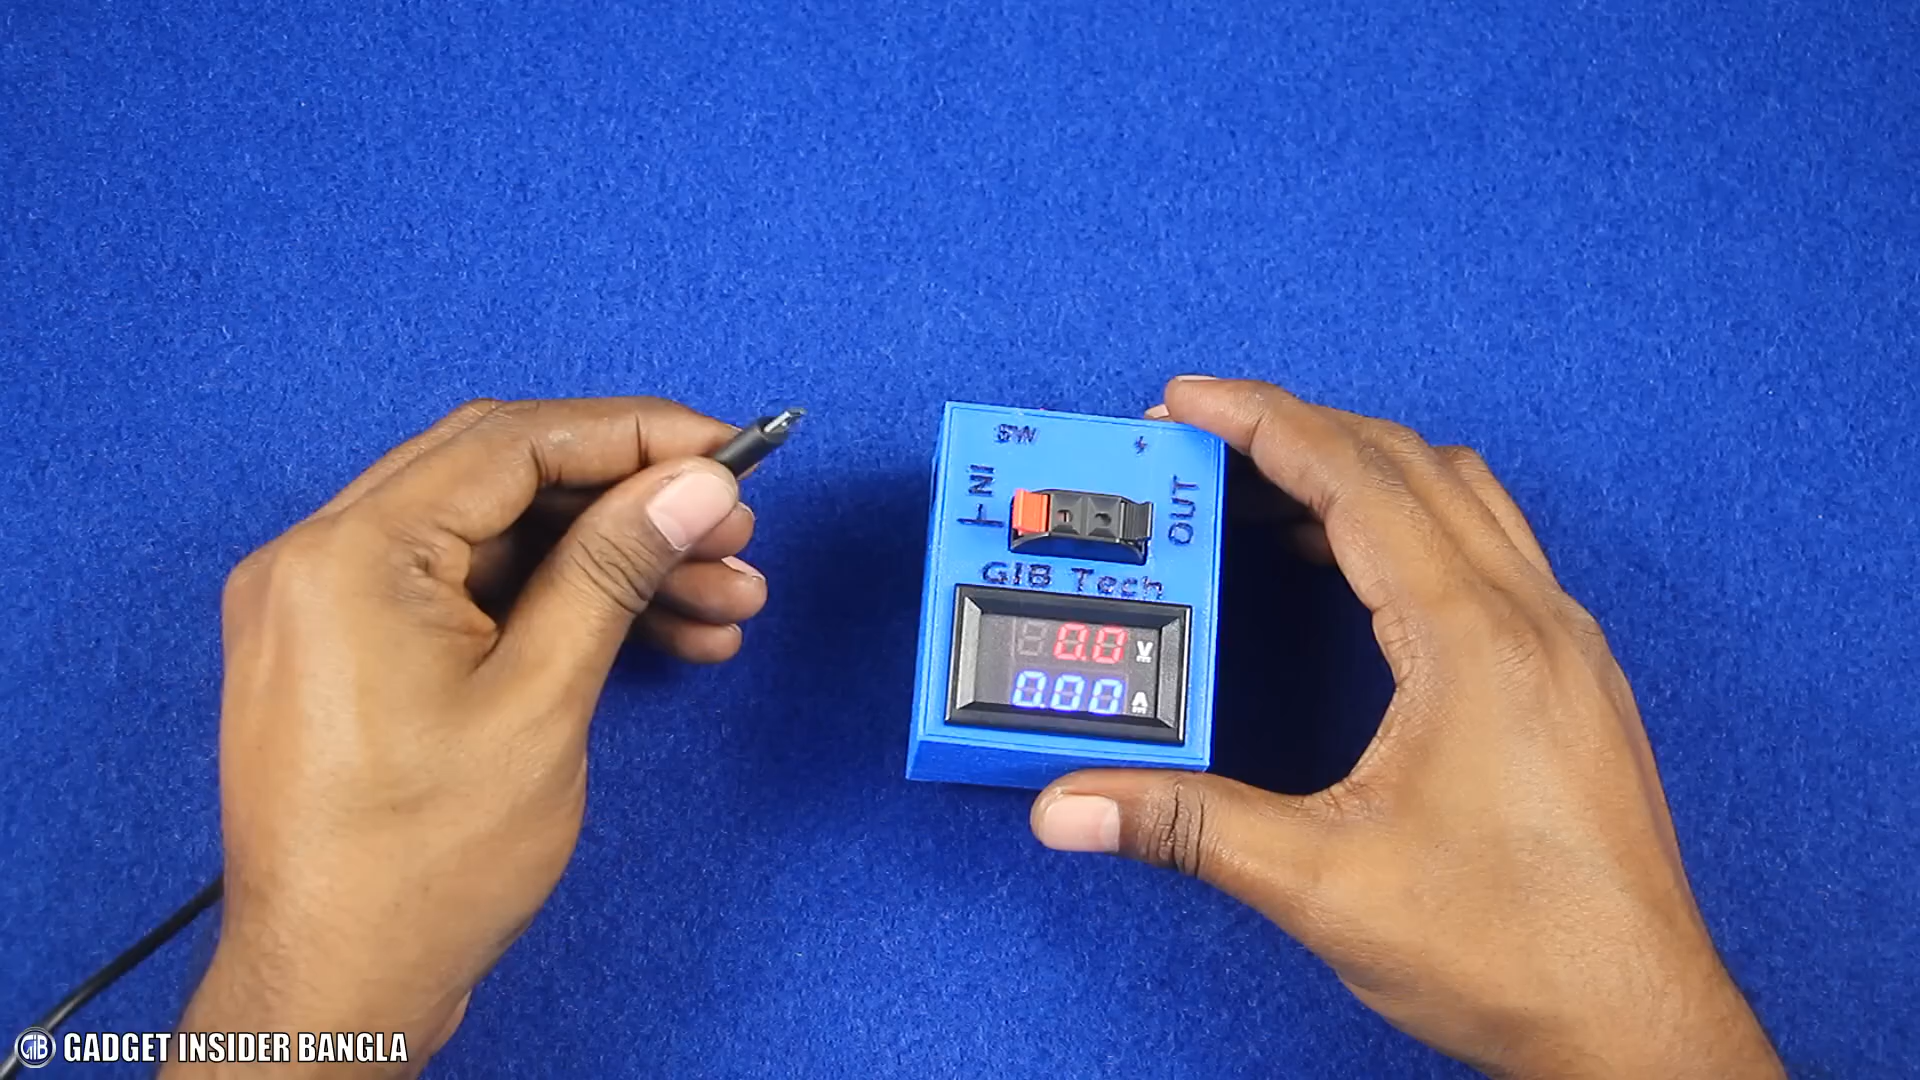 SW
IN
OUT
GIB Tech
0.0 V
0.00 A
GIB GADGET INSIDER BANGLA